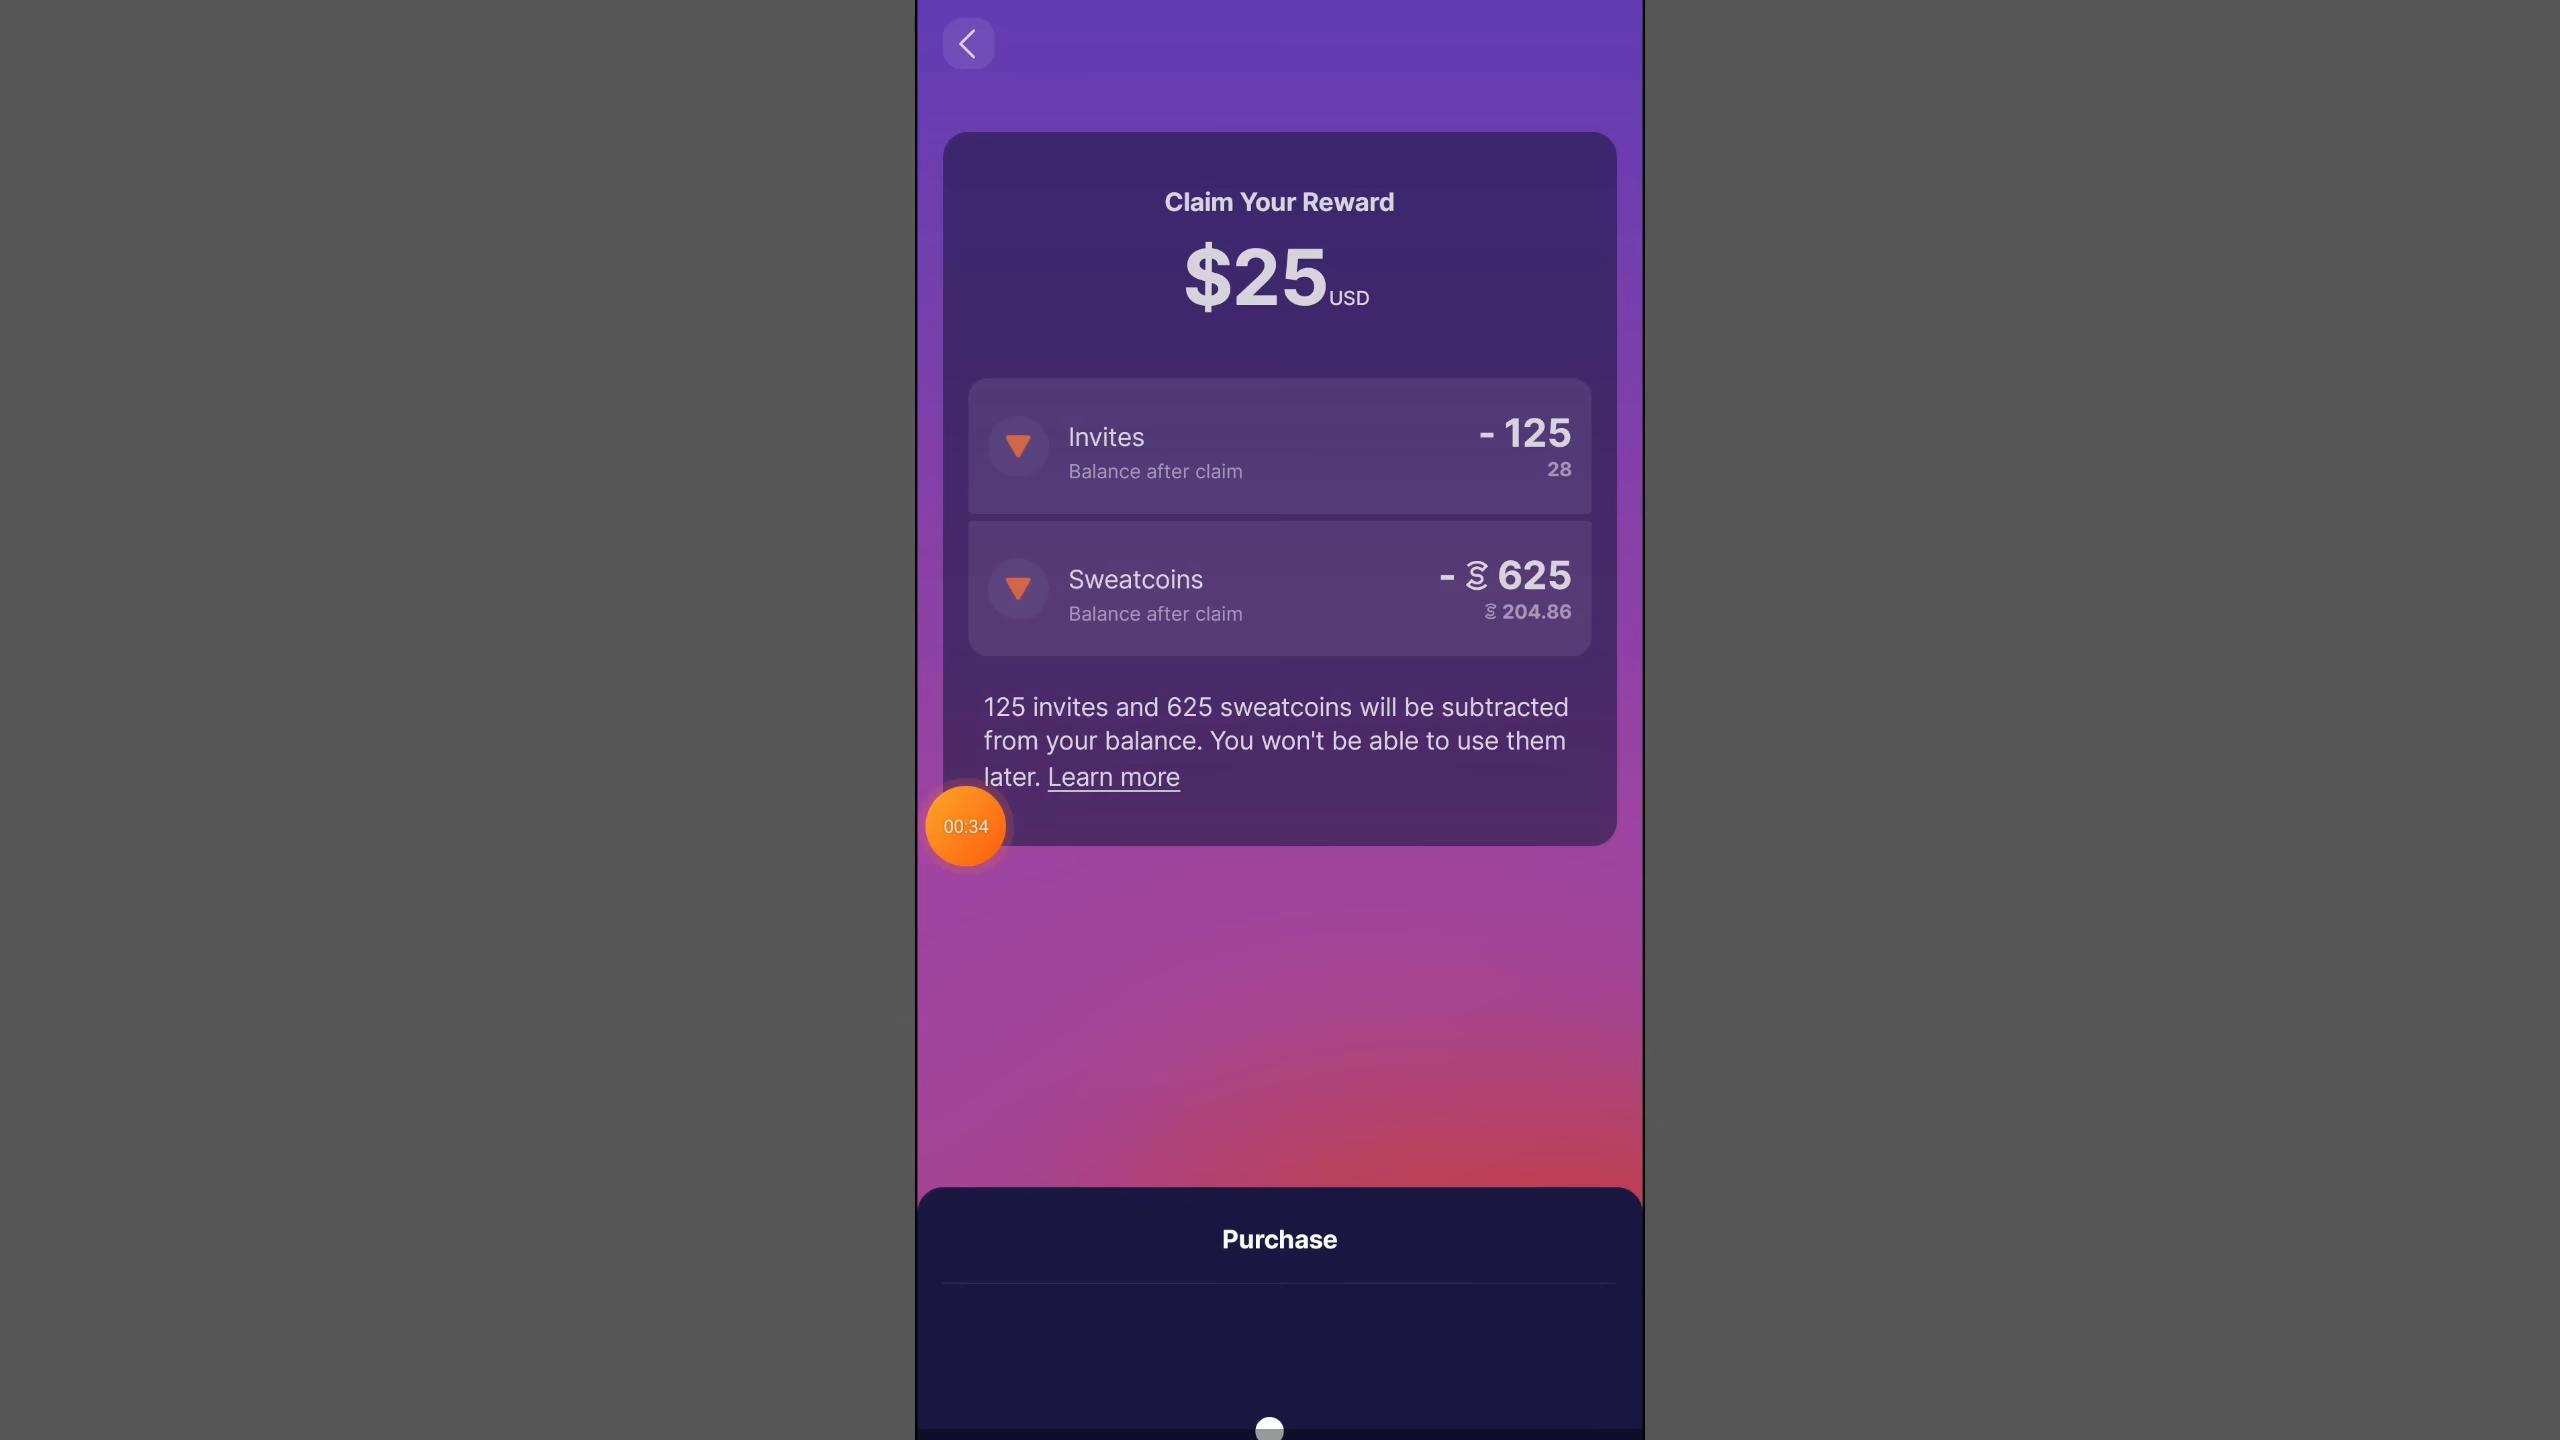 Claim Your Reward
$25 USD
Invites
- 125
Balance after claim
28
Sweatcoins
- 625
Balance after claim
204.86
125 invites and 625 sweatcoins will be subtracted
from your balance. You won't be able to use them
later. Learn more
00:34
Purchase